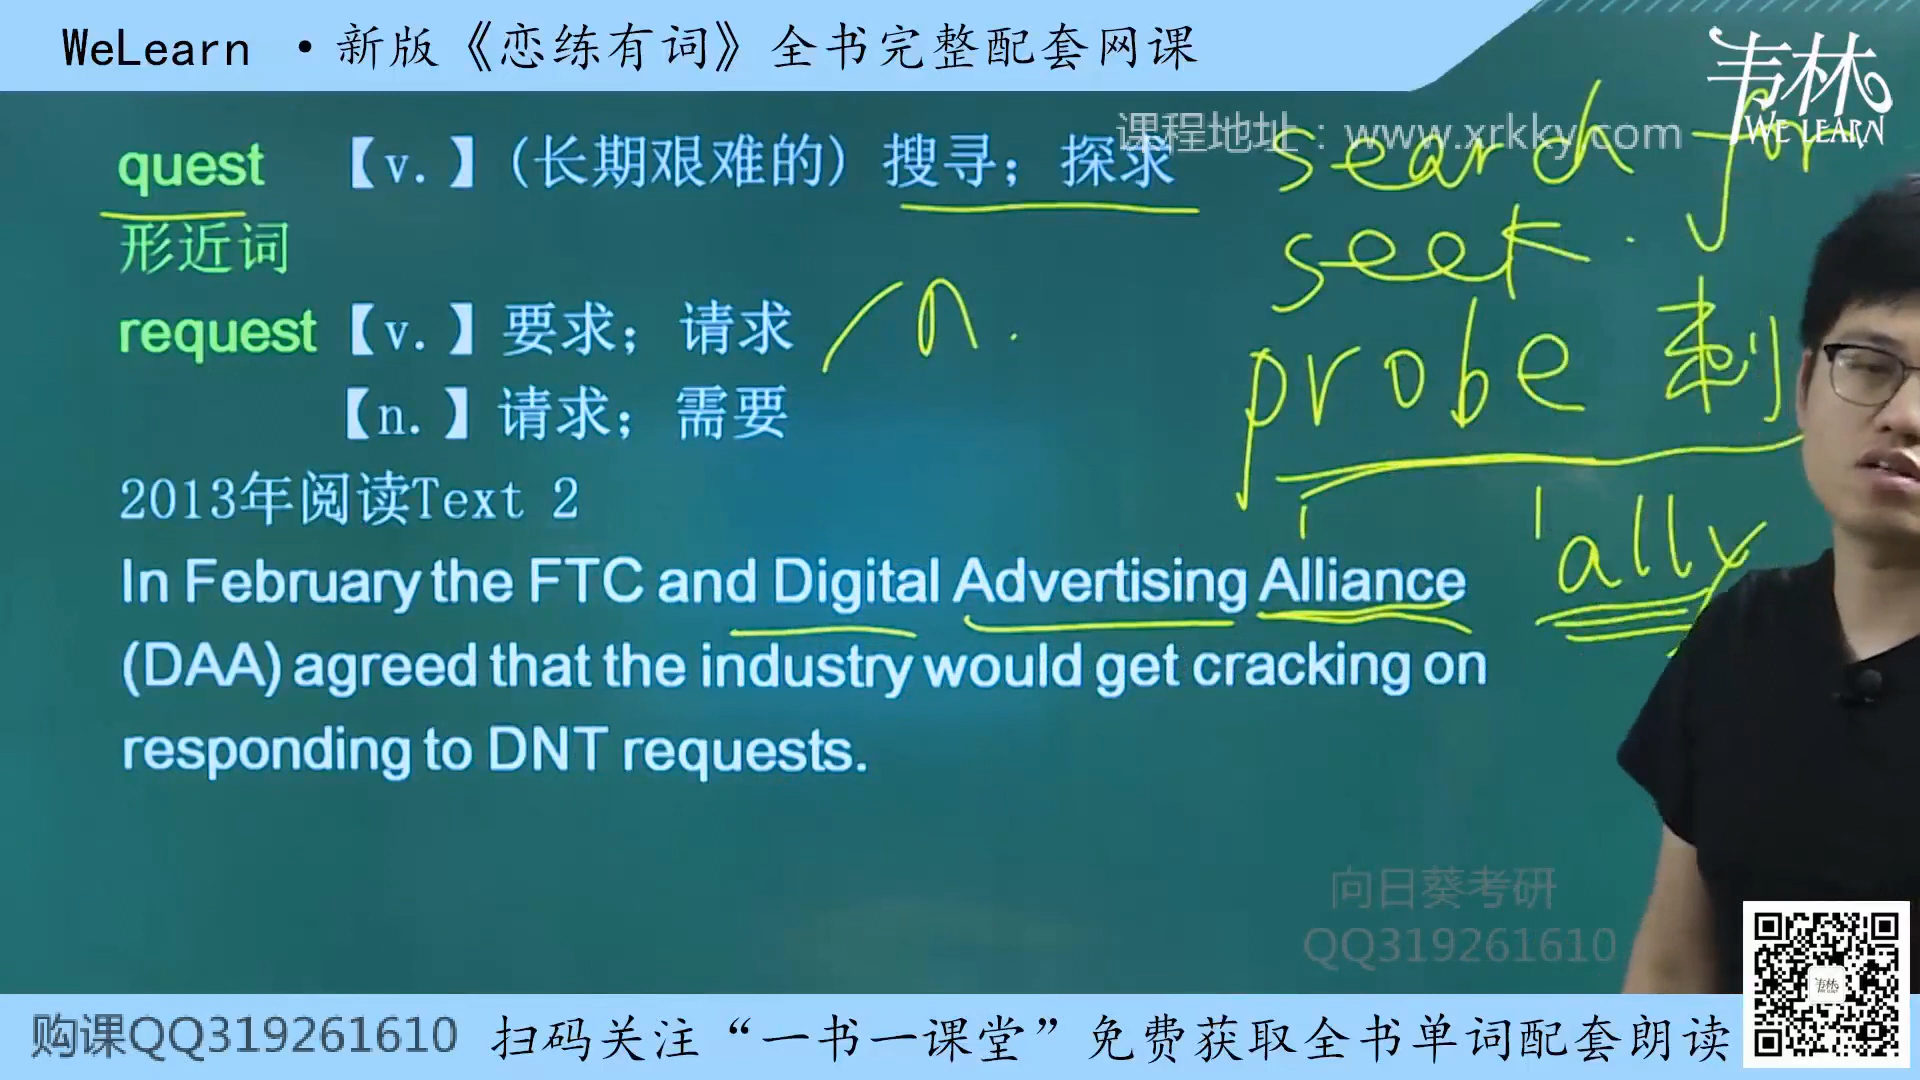 WeLearn ·新版《恋练有词》全书完整配套网课
韦林
WE LEARN
课程地址：www.xrkky.com
quest 【v.】(长期艰难的) 搜寻；探求
search for
形近词
seek.
request【v.】要求；请求
/n.
probe 刺
【n.】请求；需要
2013年阅读Text 2
'ally
In February the FTC and Digital Advertising Alliance
(DAA) agreed that the industry would get cracking on
responding to DNT requests.
向日葵考研
QQ319261610
购课QQ319261610
扫码关注“一书一课堂”免费获取全书单词配套朗读